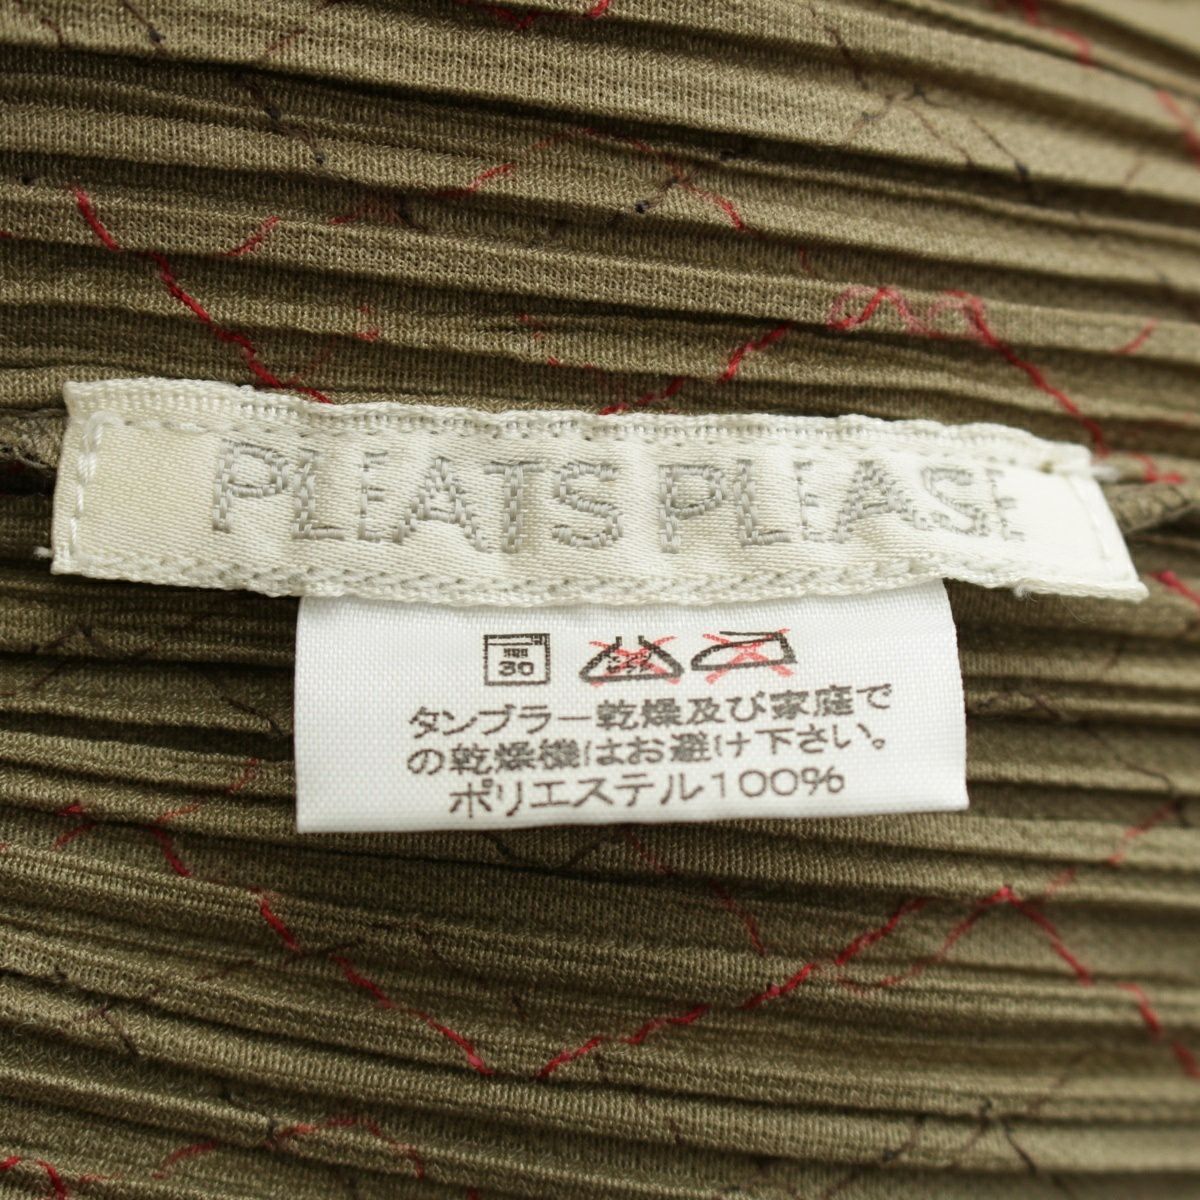 PLEATS PLEASE
30
タンブラー乾燥及び家庭で
の乾燥機はお避け下さい。
ポリエステル100%